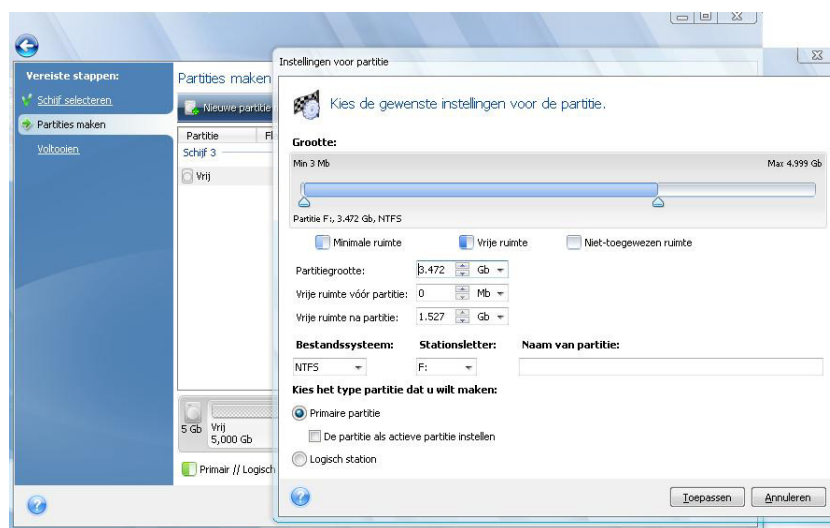 Vereiste stappen:
Schijf selecteren
Partities maken
Voltooien
Partities maken
Nieuwe partitie
Partitie
Schijf 3
Vrij
5 Gb
Vrij
5,000 Gb
Primair // Logisch
Instellingen voor partitie
Kies de gewenste instellingen voor de partitie.
Grootte:
Min 3 Mb Max 4.999 Gb
Partitie F:, 3.472 Gb, NTFS
Minimale ruimte Vrije ruimte Niet-toegewezen ruimte
Partitiegrootte: 3.472 Gb
Vrije ruimte vóór partitie: 0 Mb
Vrije ruimte na partitie: 1.527 Gb
Bestandssysteem: Stationsletter: Naam van partitie:
NTFS F:
Kies het type partitie dat u wilt maken:
Primaire partitie
De partitie als actieve partitie instellen
Logisch station
Toepassen Annuleren